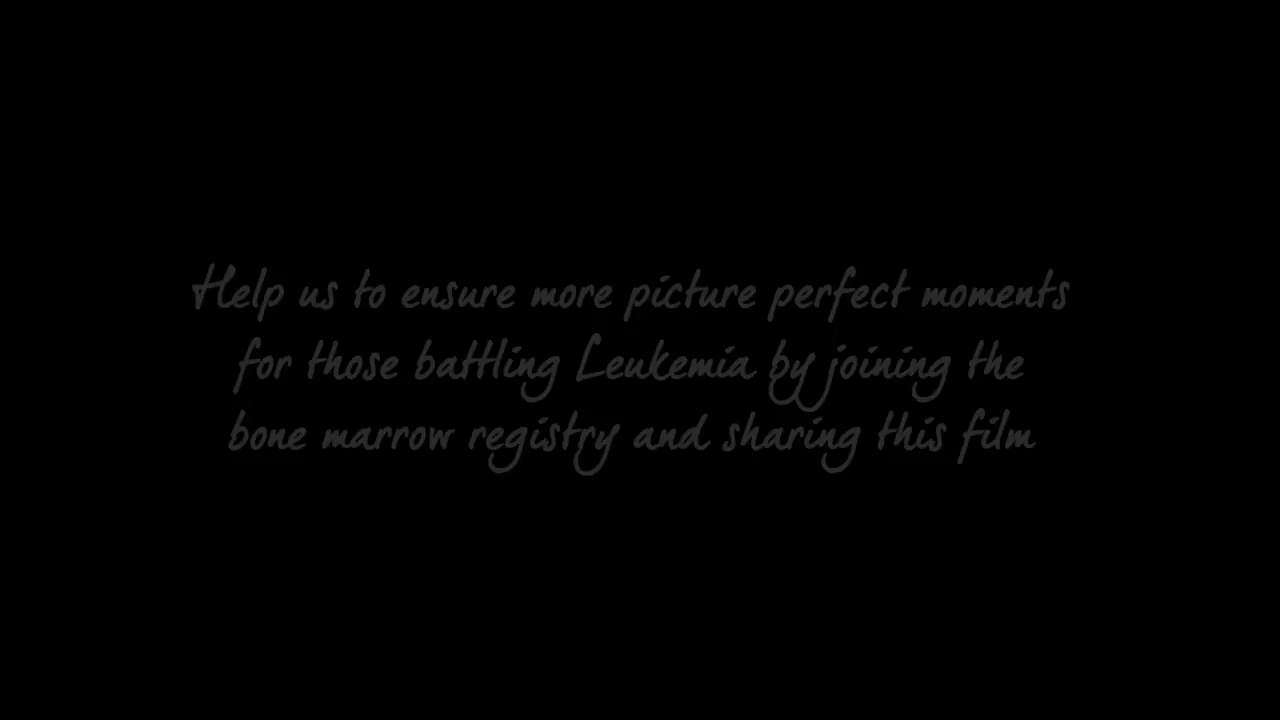 Help us to ensure more picture perfect moments
for those battling Leukemia by joining the
bone marrow registry and sharing this film